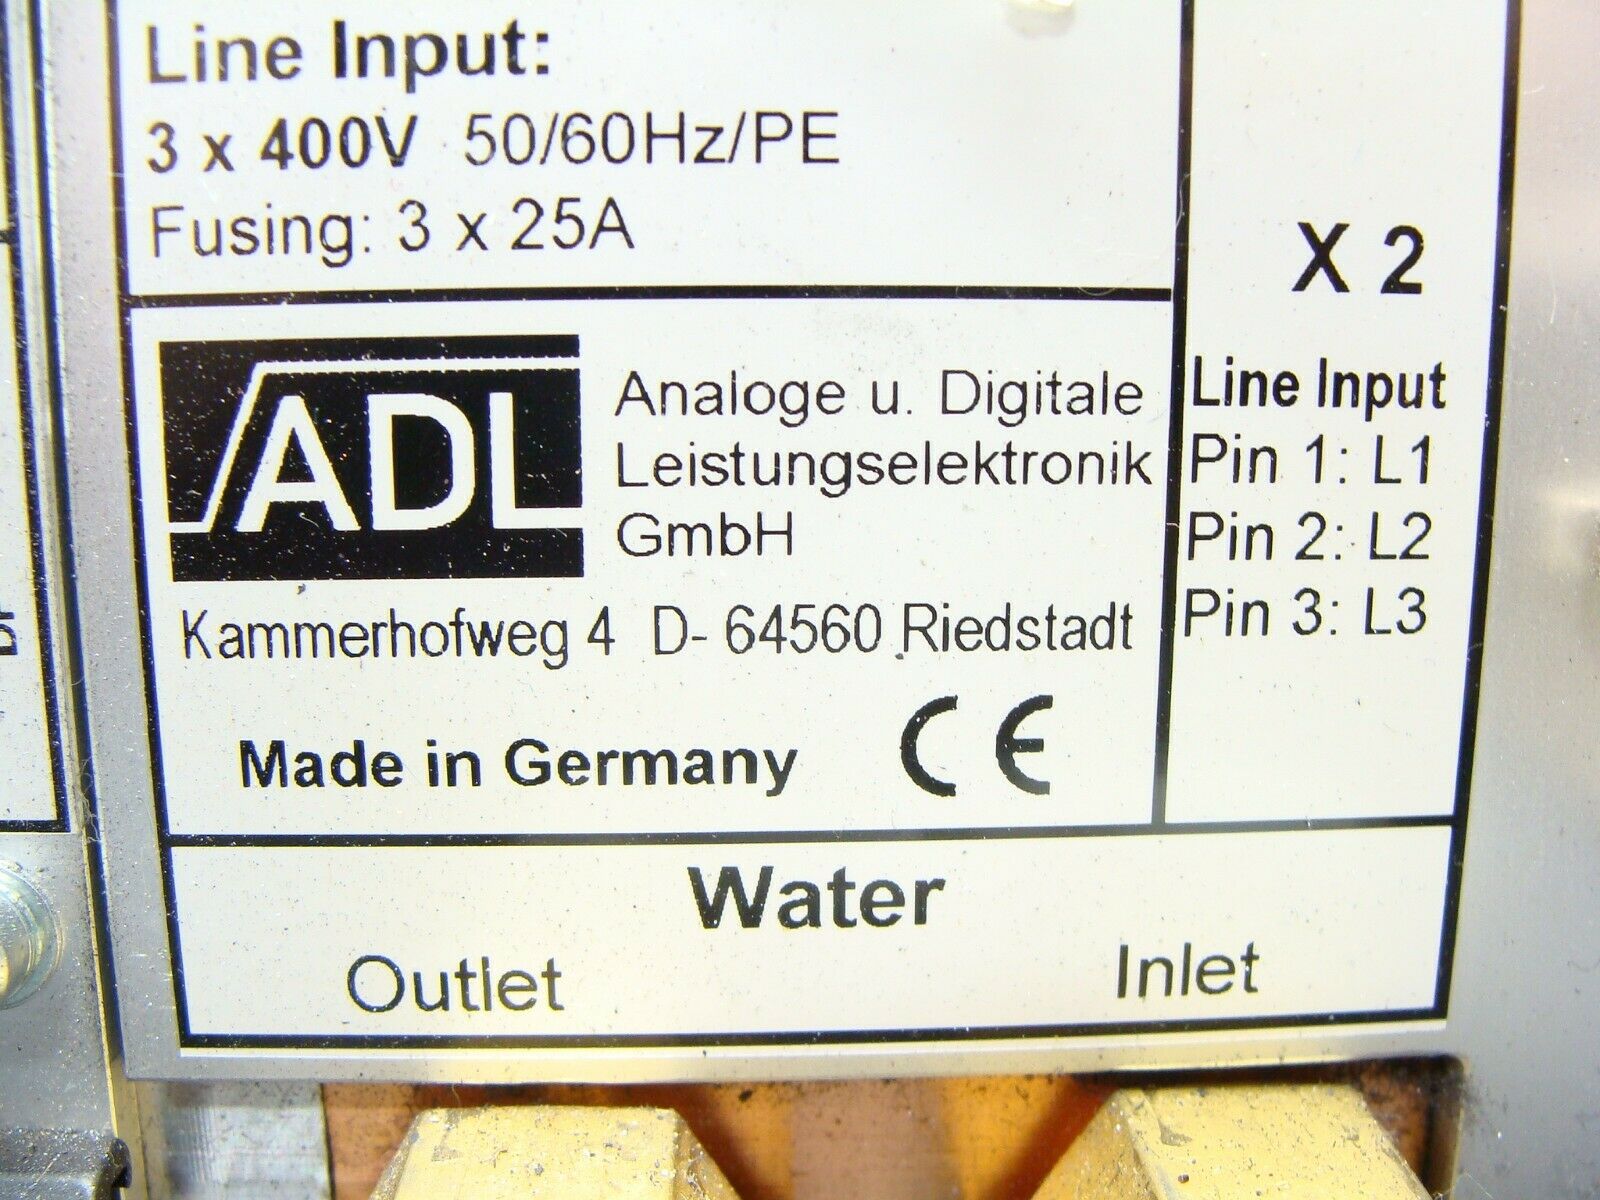 Line Input:
3 x 400V 50/60Hz/PE
Fusing: 3 x 25A
ADL
Analoge u. Digitale
Leistungselektronik
GmbH
Kammerhofweg 4 D- 64560 Riedstadt
Made in Germany CE
X 2
Line Input
Pin 1: L1
Pin 2: L2
Pin 3: L3
Water
Outlet Inlet